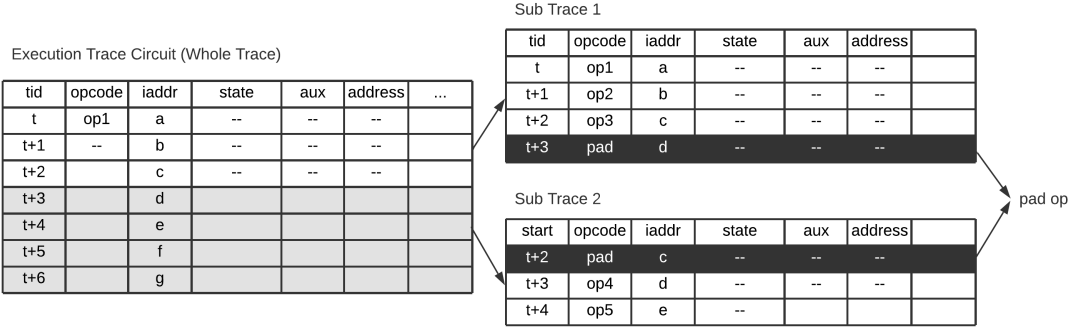 Execution Trace Circuit (Whole Trace)
tid opcode iaddr state aux address ...
t op1 a -- -- --
t+1 -- b -- -- --
t+2 c -- -- --
t+3 d
t+4 e
t+5 f
t+6 g
Sub Trace 1
tid opcode iaddr state aux address
t op1 a -- -- --
t+1 op2 b -- -- --
t+2 op3 c -- -- --
t+3 pad d -- -- --
Sub Trace 2
start opcode iaddr state aux address
t+2 pad c -- -- --
t+3 op4 d -- -- --
t+4 op5 e --
pad op